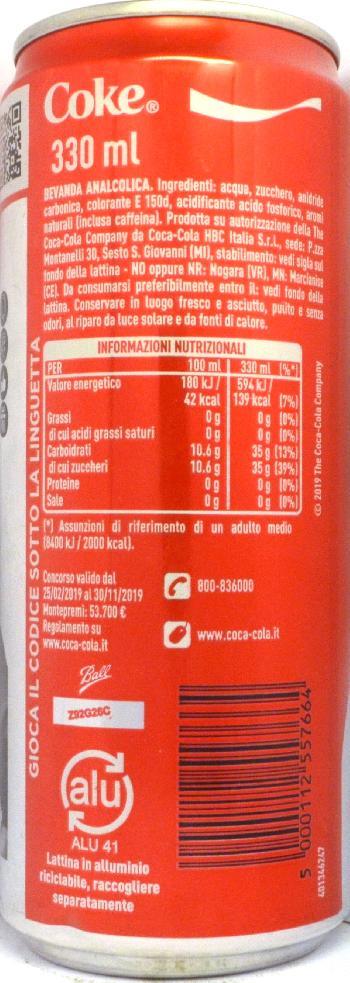 Coke®
330 ml
BEVANDA ANALCOLICA. Ingredienti: acqua, zucchero, anidride
carbonica, colorante E 150d, acidificante acido fosforico, aromi
naturali (inclusa caffeina). Prodotta su autorizzazione della The
Coca-Cola Company da Coca-Cola HBC Italia S.r.l., sede: P.zza
Montanelli 30, Sesto S. Giovanni (MI), stabilimento: vedi sigla sul
fondo della lattina - NO oppure NR: Nogara (VR), MN: Marcianise
(CE). Da consumarsi preferibilmente entro il: vedi fondo della
lattina. Conservare in luogo fresco e asciutto, pulito e senza
odori, al riparo da luce solare e da fonti di calore.
INFORMAZIONI NUTRIZIONALI
PER 100 ml 330 ml (%*)
Valore energetico 180 kJ / 594 kJ /
42 kcal 139 kcal (7%)
Grassi 0 g 0 g (0%)
di cui acidi grassi saturi 0 g 0 g (0%)
Carboidrati 10.6 g 35 g (13%)
di cui zuccheri 10.6 g 35 g (39%)
Proteine 0 g 0 g (0%)
Sale 0 g 0 g (0%)
(*) Assunzioni di riferimento di un adulto medio
(8400 kJ / 2000 kcal).
© 2019 The Coca-Cola Company
GIOCA IL CODICE SOTTO LA LINGUETTA
Concorso valido dal
25/02/2019 al 30/11/2019
Montepremi: 53.700 €
Regolamento su
www.coca-cola.it
800-836000
www.coca-cola.it
Ball
Z92G26C
alu
ALU 41
Lattina in alluminio
riciclabile, raccogliere
separatamente
5 000112 557664
401346247